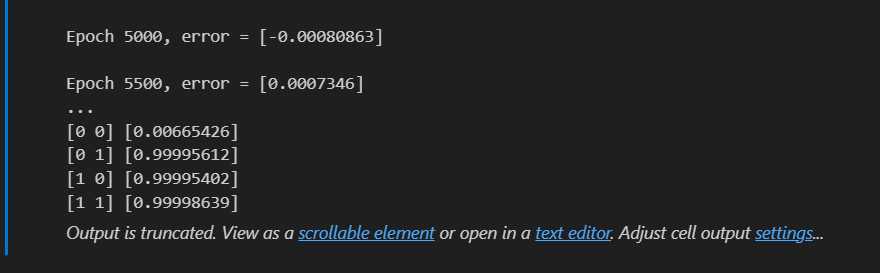 Epoch 5000, error = [-0.00080863]
Epoch 5500, error = [0.0007346]
...
[0 0] [0.00665426]
[0 1] [0.99995612]
[1 0] [0.99995402]
[1 1] [0.99998639]
Output is truncated. View as a scrollable element or open in a text editor. Adjust cell output settings...